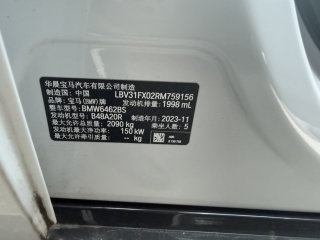 华晨宝马汽车有限公司制造
制造国: 中国 LBV31FX02RM759156
品牌: 宝马(BMW)牌 发动机排量: 1998 mL
整车型号: BMW6462BS
发动机型号: B48A20R 制造年月: 2023-11
最大允许总质量: 2090 kg 乘坐人数: 5
发动机最大净功率: 150 kW
最大允许牵引质量: -- kg